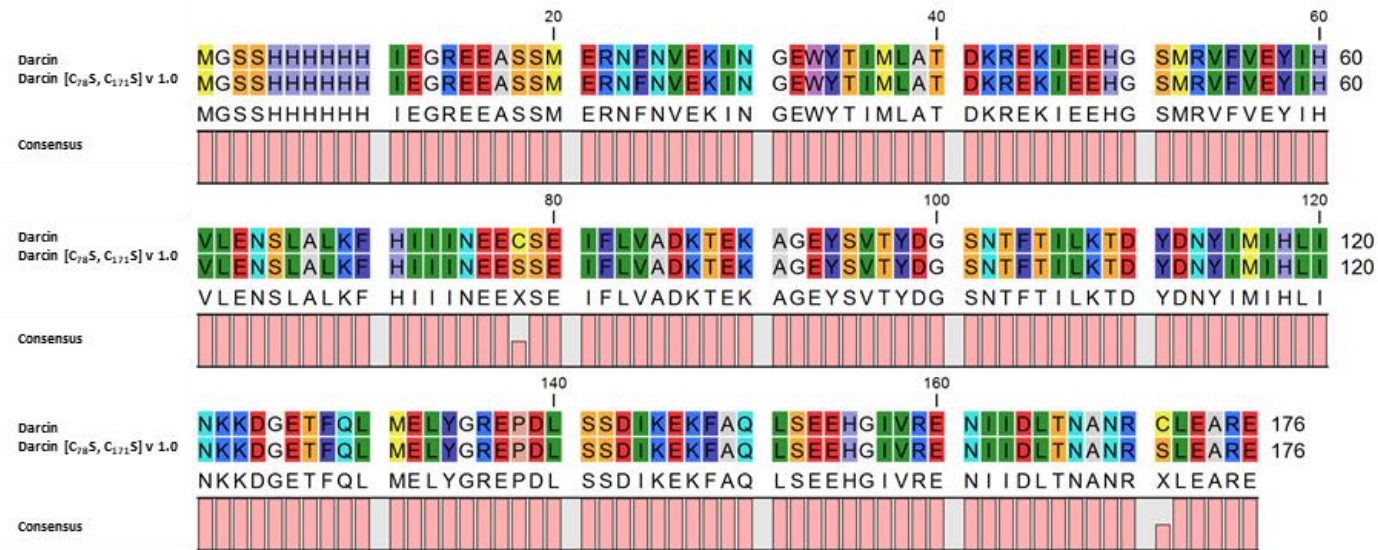 20 40 60
Darcin MGSSHHHHHH IEGREEASSM ERNFNVEKIN GEWYTIMLAT DKREKIEEHG SMRVFVEYIH 60
Darcin [C₇₈S, C₁₇₁S] v 1.0 MGSSHHHHHH IEGREEASSM ERNFNVEKIN GEWYTIMLAT DKREKIEEHG SMRVFVEYIH 60
MGSSHHHHHH IEGREEASSM ERNFNVEKIN GEWYTIMLAT DKREKIEEHG SMRVFVEYIH
Consensus
80 100 120
Darcin VLENSLALKF HIIINEECSE IFLVADKTEK AGEYSVTYDG SNTFTILKTD YDNYIMIHLI 120
Darcin [C₇₈S, C₁₇₁S] v 1.0 VLENSLALKF HIIINEESSE IFLVADKTEK AGEYSVTYDG SNTFTILKTD YDNYIMIHLI 120
VLENSLALKF HIIINEEXSE IFLVADKTEK AGEYSVTYDG SNTFTILKTD YDNYIMIHLI
Consensus
140 160
Darcin NKKDGETFQL MELYGREPDL SSDIKEKFAQ LSEEHGIVRE NIIDLTNANR CLEARE 176
Darcin [C₇₈S, C₁₇₁S] v 1.0 NKKDGETFQL MELYGREPDL SSDIKEKFAQ LSEEHGIVRE NIIDLTNANR SLEARE 176
NKKDGETFQL MELYGREPDL SSDIKEKFAQ LSEEHGIVRE NIIDLTNANR XLEARE
Consensus